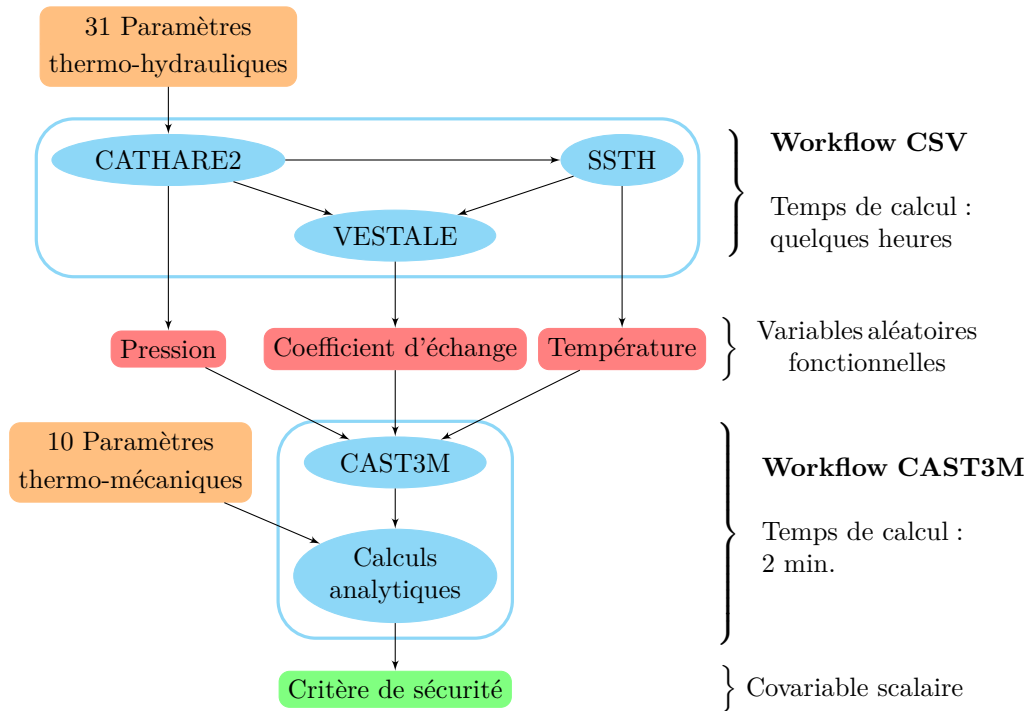 31 Paramètres
thermo-hydrauliques
CATHARE2
SSTH
VESTALE
Workflow CSV
Temps de calcul :
quelques heures
Pression
Coefficient d'échange
Température
Variables aléatoires
fonctionnelles
10 Paramètres
thermo-mécaniques
CAST3M
Calculs
analytiques
Workflow CAST3M
Temps de calcul :
2 min.
Critère de sécurité
Covariable scalaire